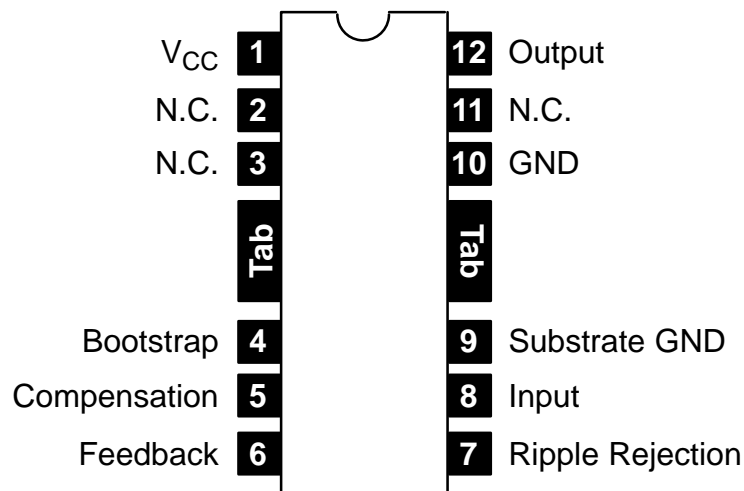 VCC 1 12 Output
N.C. 2 11 N.C.
N.C. 3 10 GND
Tab Tab
Bootstrap 4 9 Substrate GND
Compensation 5 8 Input
Feedback 6 7 Ripple Rejection